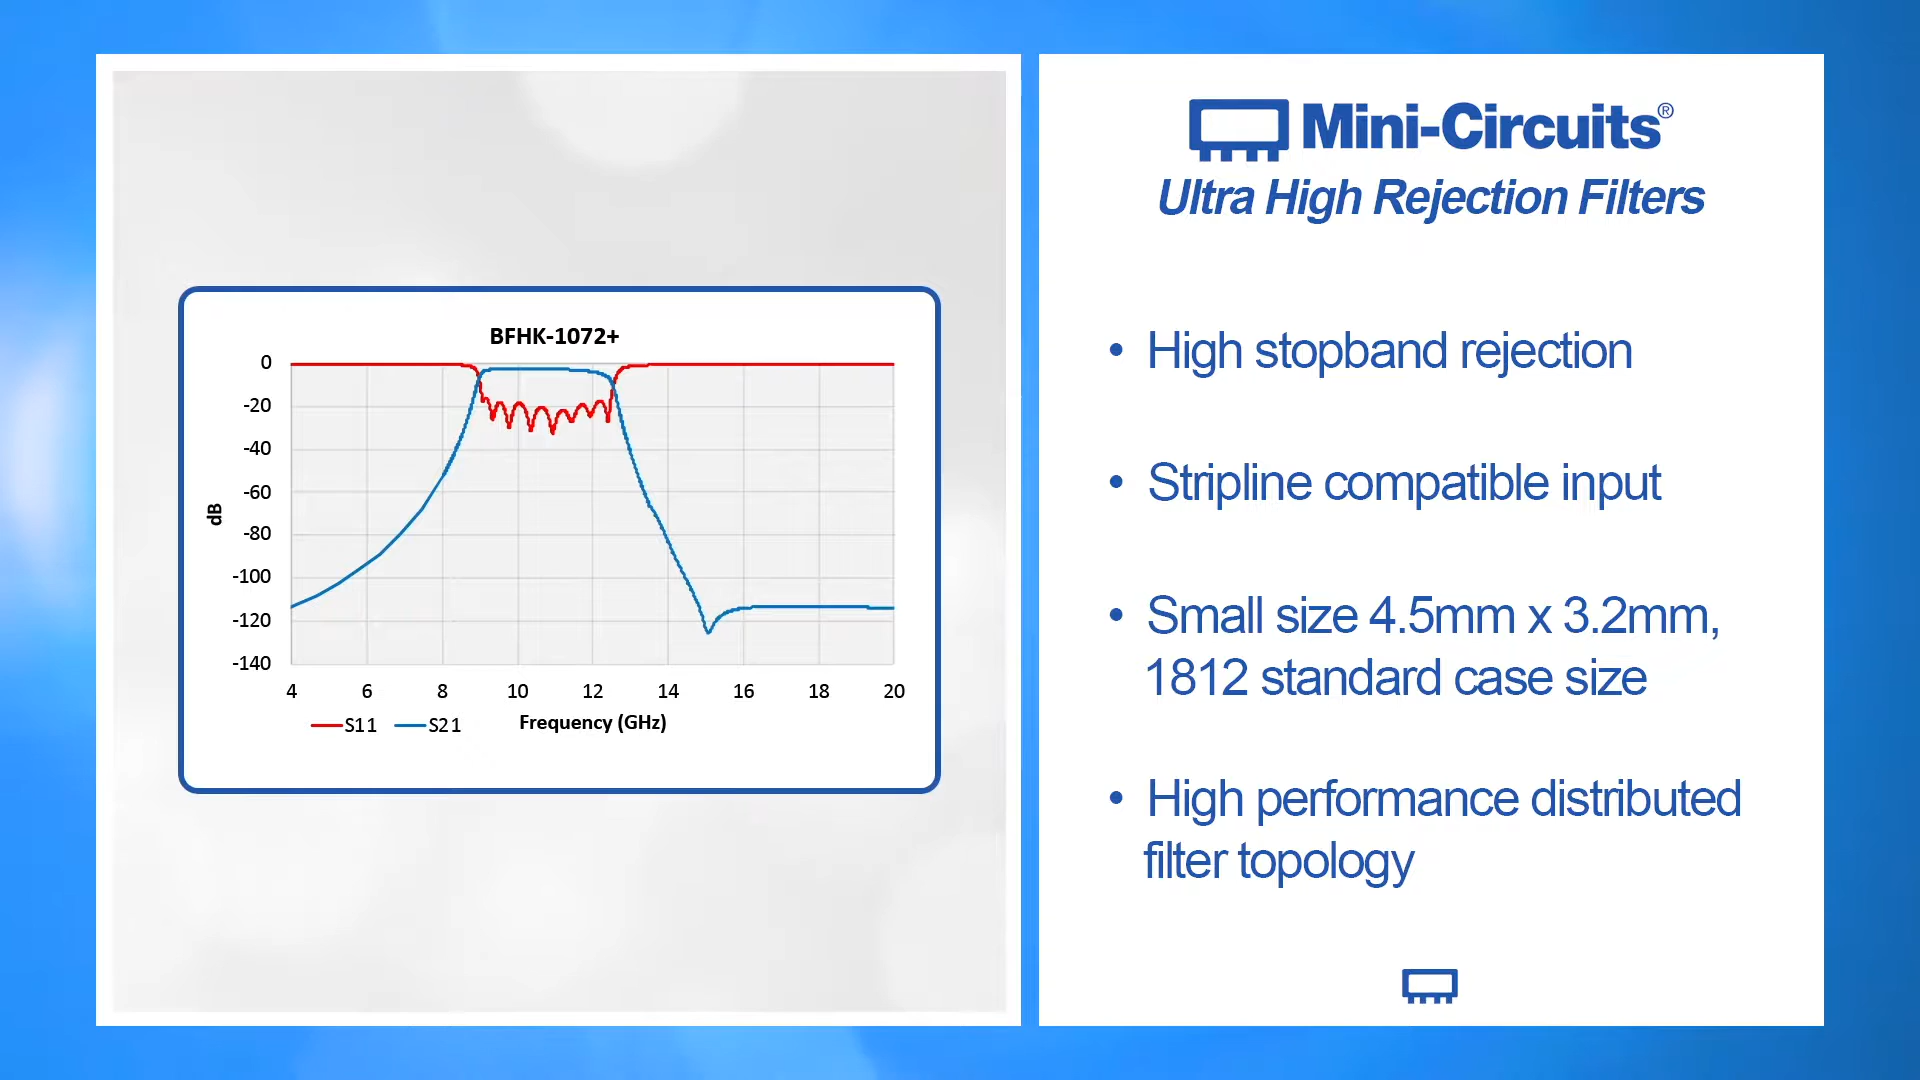 BFHK-1072+
0
-20
-40
-60
-80
-100
-120
-140
dB
4 6 8 10 12 14 16 18 20
S11 S21 Frequency (GHz)
Mini-Circuits®
Ultra High Rejection Filters
• High stopband rejection
• Stripline compatible input
• Small size 4.5mm x 3.2mm,
1812 standard case size
• High performance distributed
filter topology